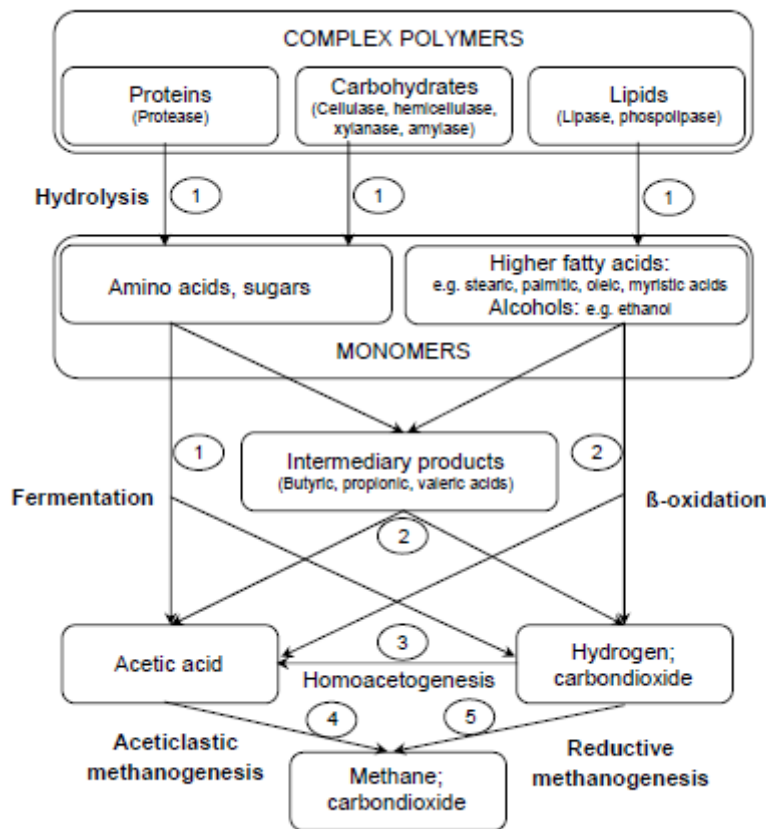 COMPLEX POLYMERS
Proteins
(Protease)
Carbohydrates
(Cellulase, hemicellulase,
xylanase, amylase)
Lipids
(Lipase, phospolipase)
Hydrolysis
1
1
1
Amino acids, sugars
Higher fatty acids:
e.g. stearic, palmitic, oleic, myristic acids
Alcohols: e.g. ethanol
MONOMERS
1
Intermediary products
(Butyric, propionic, valeric acids)
2
Fermentation
2
ß-oxidation
Acetic acid
3
Homoacetogenesis
Hydrogen;
carbondioxide
4
5
Aceticlastic
methanogenesis
Reductive
methanogenesis
Methane;
carbondioxide